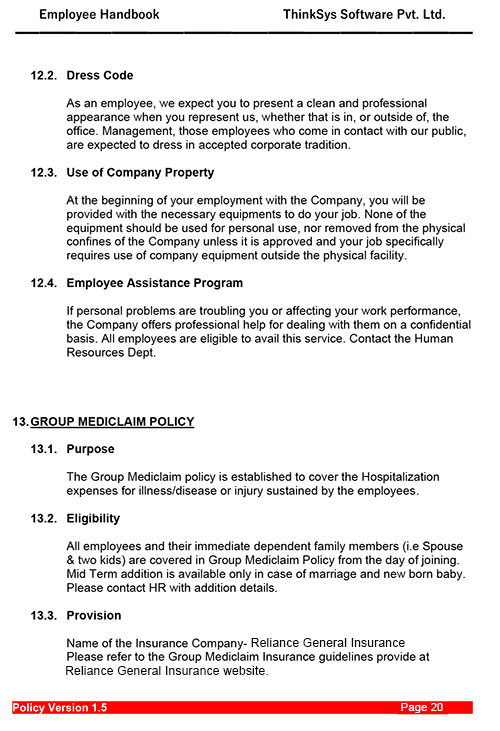 Employee Handbook ThinkSys Software Pvt. Ltd.
12.2. Dress Code
As an employee, we expect you to present a clean and professional
appearance when you represent us, whether that is in, or outside of, the
office. Management, those employees who come in contact with our public,
are expected to dress in accepted corporate tradition.
12.3. Use of Company Property
At the beginning of your employment with the Company, you will be
provided with the necessary equipments to do your job. None of the
equipment should be used for personal use, nor removed from the physical
confines of the Company unless it is approved and your job specifically
requires use of company equipment outside the physical facility.
12.4. Employee Assistance Program
If personal problems are troubling you or affecting your work performance,
the Company offers professional help for dealing with them on a confidential
basis. All employees are eligible to avail this service. Contact the Human
Resources Dept.
13. GROUP MEDICLAIM POLICY
13.1. Purpose
The Group Mediclaim policy is established to cover the Hospitalization
expenses for illness/disease or injury sustained by the employees.
13.2. Eligibility
All employees and their immediate dependent family members (i.e Spouse
& two kids) are covered in Group Mediclaim Policy from the day of joining.
Mid Term addition is available only in case of marriage and new born baby.
Please contact HR with addition details.
13.3. Provision
Name of the Insurance Company- Reliance General Insurance
Please refer to the Group Mediclaim Insurance guidelines provide at
Reliance General Insurance website.
Policy Version 1.5 Page 20